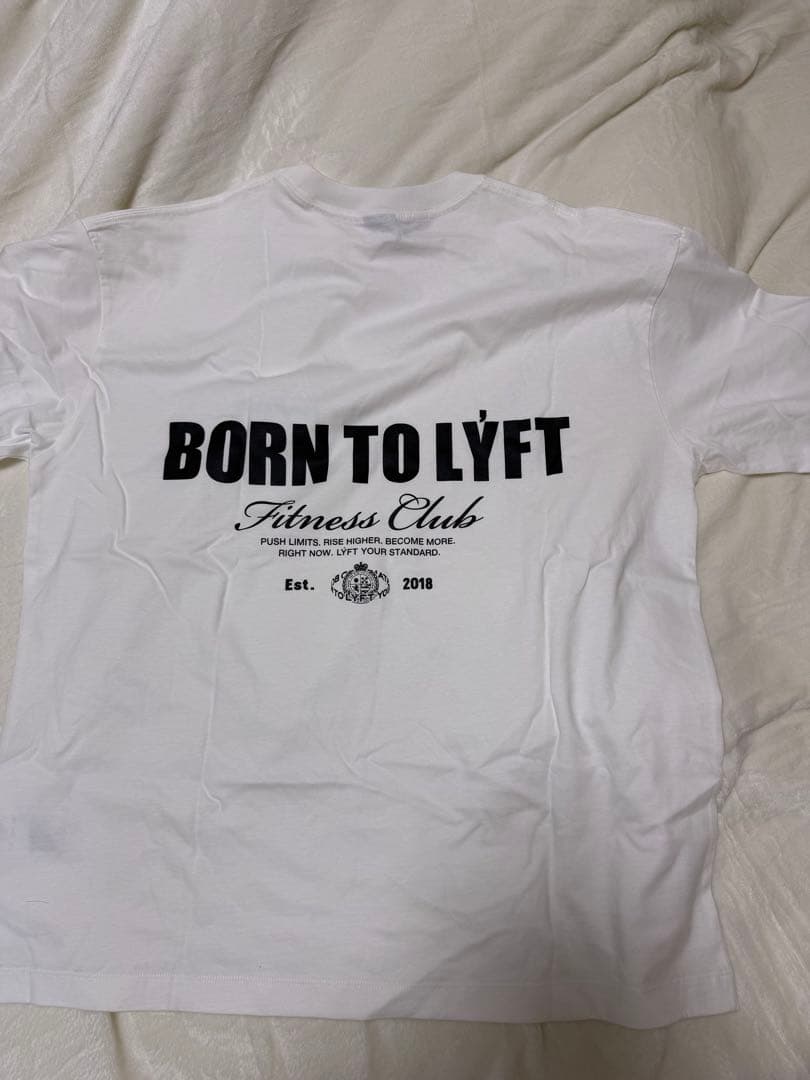 BORN TO LÝFT
Fitness Club
PUSH LIMITS. RISE HIGHER. BECOME MORE.
RIGHT NOW. LÝFT YOUR STANDARD.
Est. 2018